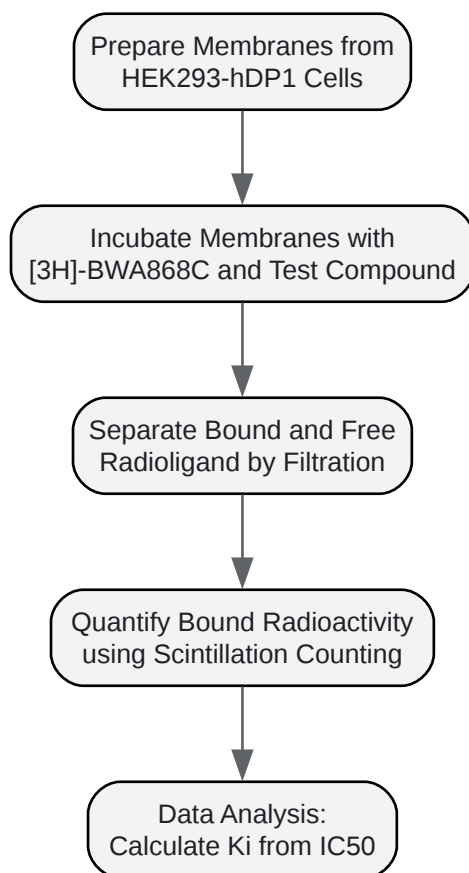 Prepare Membranes from
HEK293-hDP1 Cells
Incubate Membranes with
[3H]-BWA868C and Test Compound
Separate Bound and Free
Radioligand by Filtration
Quantify Bound Radioactivity
using Scintillation Counting
Data Analysis:
Calculate Ki from IC50